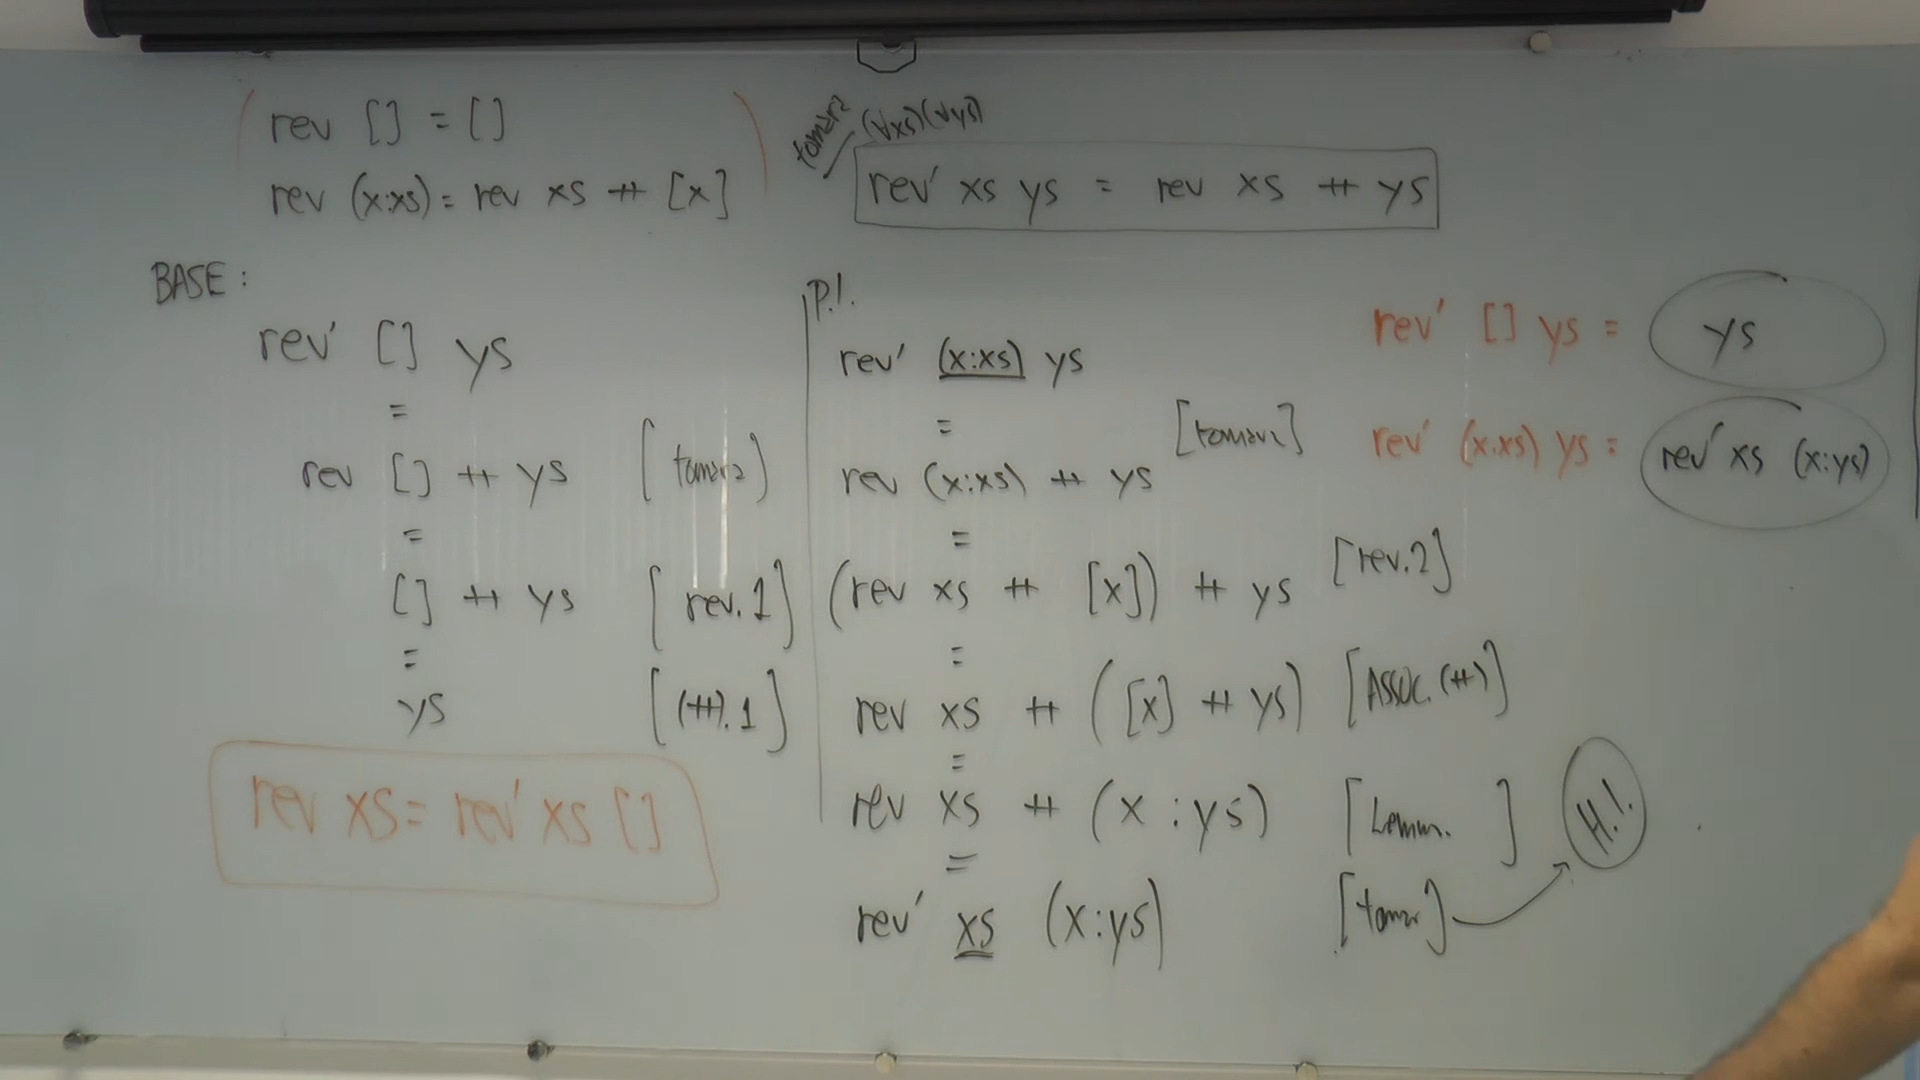 rev [] = []
rev (x:xs) = rev xs ++ [x]
(∀xs)(∀ys)
rev' xs ys = rev xs ++ ys
BASE:
rev' [] ys
=
rev [] ++ ys
=
[] ++ ys [rev.1]
=
ys [(++).1]
rev xs = rev' xs []
P.I.
rev' (x:xs) ys
=
rev (x:xs) ++ ys
=
(rev xs ++ [x]) ++ ys [rev.2]
=
rev xs ++ ([x] ++ ys) [Assoc.(++)]
=
rev xs ++ (x:ys) [Lemm.]
=
rev' xs (x:ys)
H.I.
rev' [] ys = ys
rev' (x:xs) ys = rev' xs (x:ys)